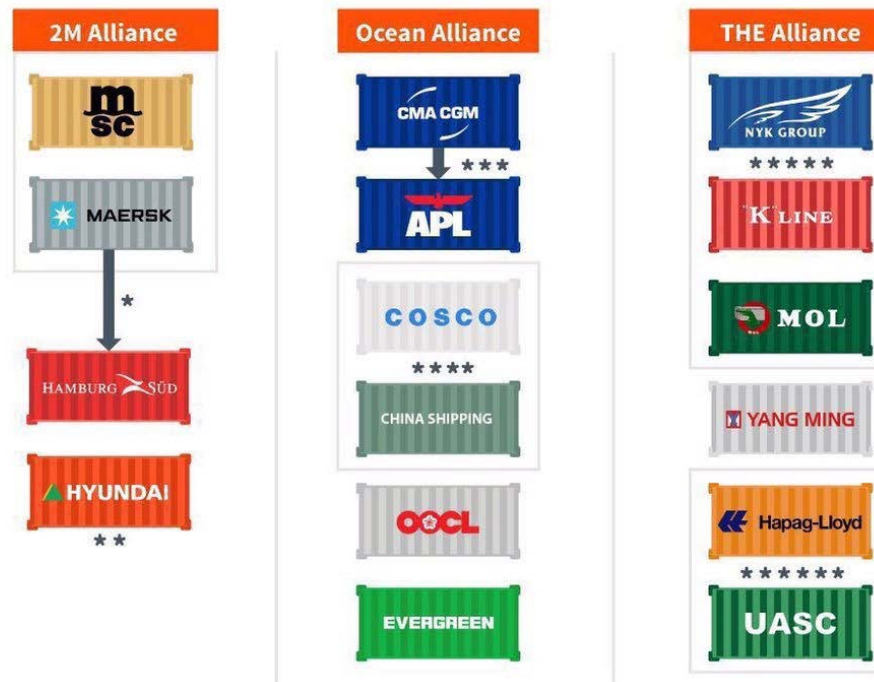 2M Alliance
msc
MAERSK
*
HAMBURG SÜD
HYUNDAI
**
Ocean Alliance
CMA CGM
***
APL
COSCO
****
CHINA SHIPPING
OOCL
EVERGREEN
THE Alliance
NYK GROUP
*****
"K" LINE
MOL
YANG MING
Hapag-Lloyd
******
UASC